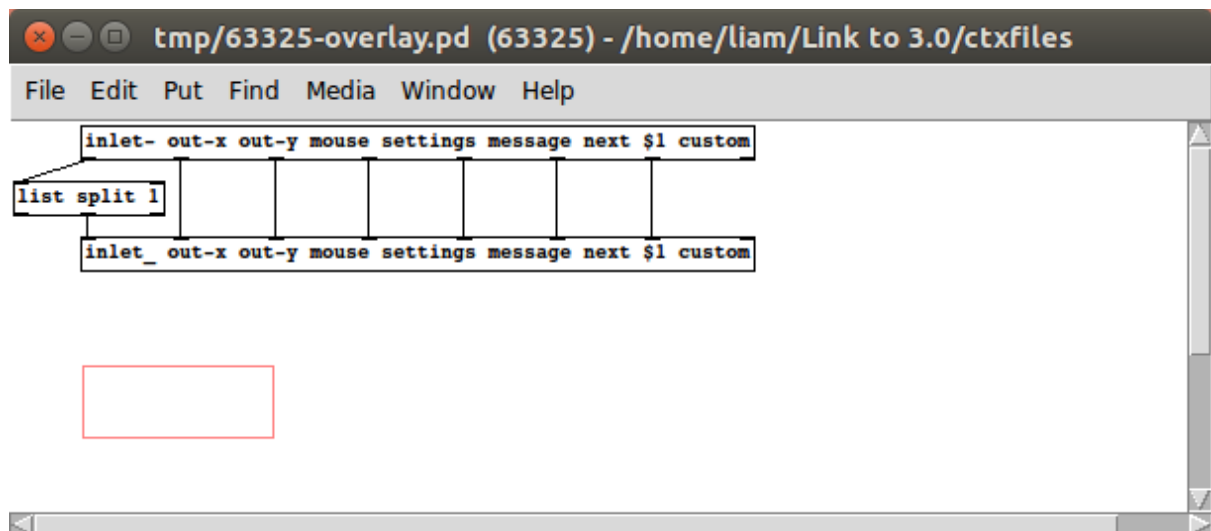 tmp/63325-overlay.pd (63325) - /home/liam/Link to 3.0/ctxfiles
File Edit Put Find Media Window Help
inlet- out-x out-y mouse settings message next $1 custom
list split 1
inlet_ out-x out-y mouse settings message next $1 custom